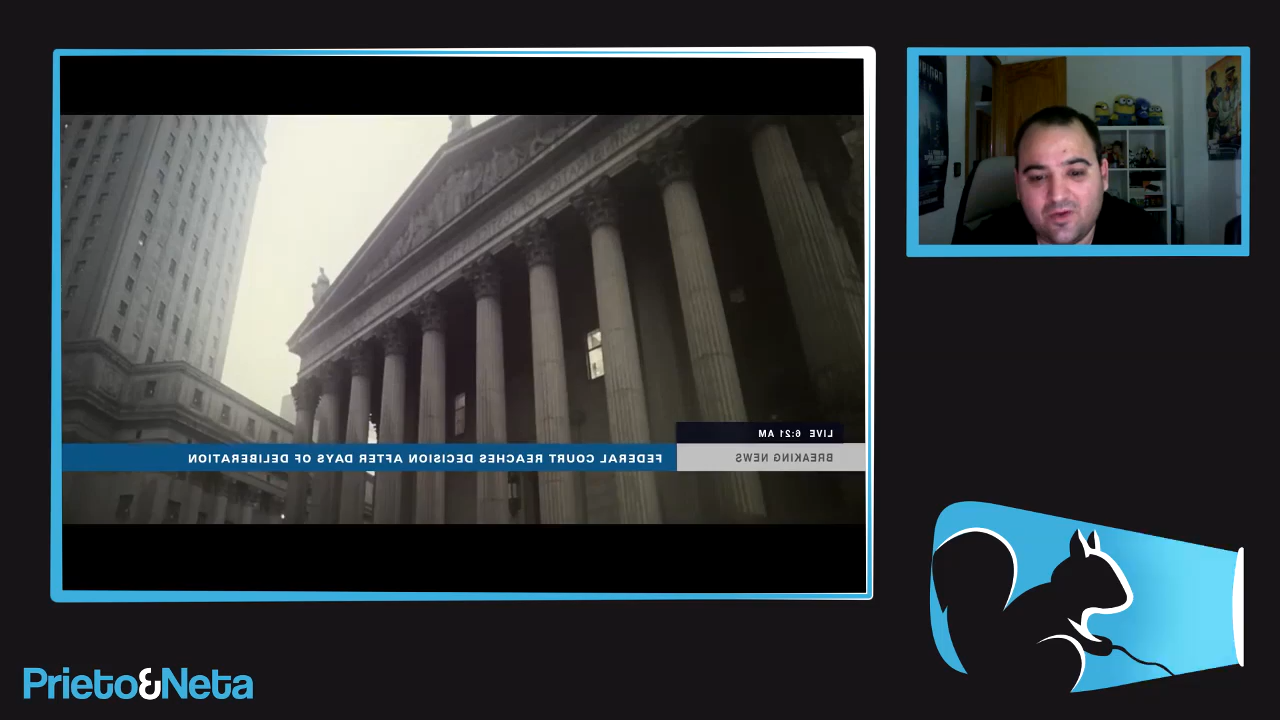 LIVE 6:21 AM
BREAKING NEWS
FEDERAL COURT REACHES DECISION AFTER DAYS OF DELIBERATION
Prieto&Neta